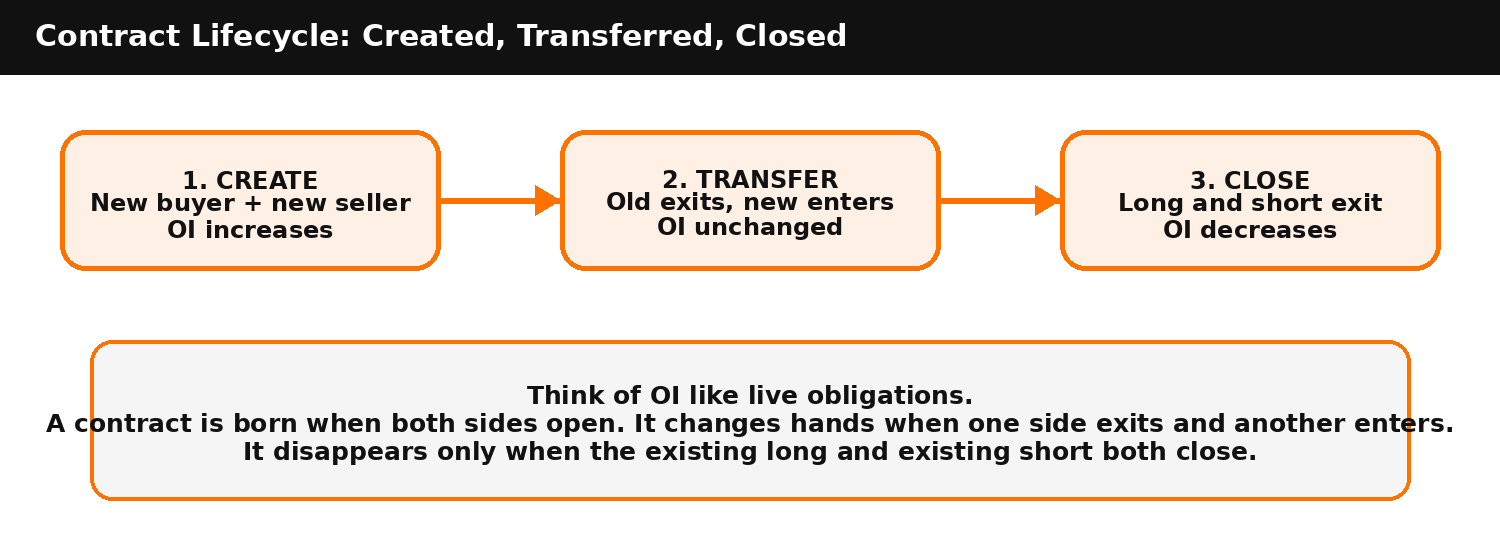 Contract Lifecycle: Created, Transferred, Closed
1. CREATE
New buyer + new seller
OI increases
2. TRANSFER
Old exits, new enters
OI unchanged
3. CLOSE
Long and short exit
OI decreases
Think of OI like live obligations.
A contract is born when both sides open. It changes hands when one side exits and another enters.
It disappears only when the existing long and existing short both close.